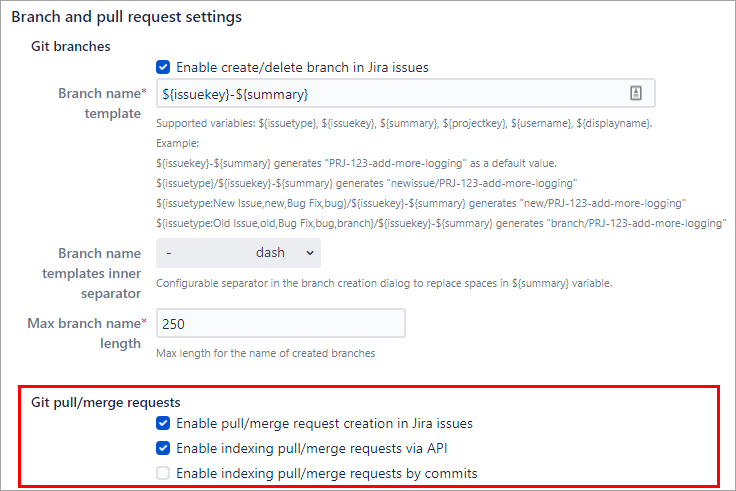 Branch and pull request settings
Git branches
Enable create/delete branch in Jira issues
Branch name* template
${issuekey}-${summary}
Supported variables: ${issuetype}, ${issuekey}, ${summary}, ${projectkey}, ${username}, ${displayname}.
Example:
${issuekey}-${summary} generates "PRJ-123-add-more-logging" as a default value.
${issuetype}/${issuekey}-${summary} generates "newissue/PRJ-123-add-more-logging"
${issuetype:New Issue,new,Bug Fix,bug}/${issuekey}-${summary} generates "new/PRJ-123-add-more-logging"
${issuetype:Old Issue,old,Bug Fix,bug,branch}/${issuekey}-${summary} generates "branch/PRJ-123-add-more-logging"
Branch name
templates inner
separator
- dash
Configurable separator in the branch creation dialog to replace spaces in ${summary} variable.
Max branch name*
length
250
Max length for the name of created branches
Git pull/merge requests
Enable pull/merge request creation in Jira issues
Enable indexing pull/merge requests via API
Enable indexing pull/merge requests by commits